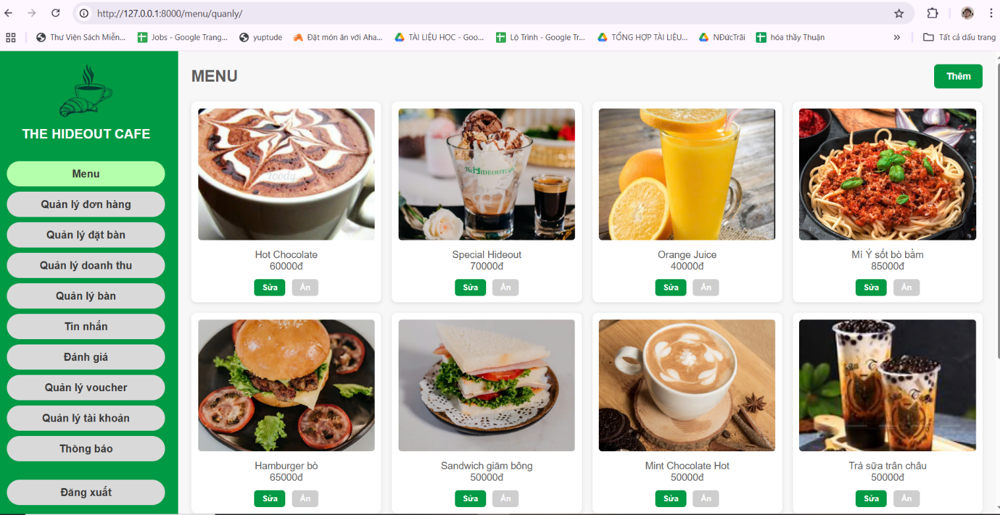 http://127.0.0.1:8000/menu/quanly/
Thư Viện Sách Miễn...
Jobs - Google Trang...
yuptude
Đặt món ăn với Aha...
TÀI LIỆU HỌC - Goo...
Lộ Trình - Google Tr...
TỔNG HỢP TÀI LIỆU...
NĐứcTrãi
hóa thầy Thuận
Tất cả dấu trang
THE HIDEOUT CAFE
Menu
Quản lý đơn hàng
Quản lý đặt bàn
Quản lý doanh thu
Quản lý bàn
Tin nhắn
Đánh giá
Quản lý voucher
Quản lý tài khoản
Thông báo
Đăng xuất
MENU
Thêm
foody
The HIDEOUT CAFE
Hot Chocolate
60000đ
Sửa
Ẩn
Special Hideout
70000đ
Sửa
Ẩn
Orange Juice
40000đ
Sửa
Ẩn
Mì Ý sốt bò bằm
85000đ
Sửa
Ẩn
Hamburger bò
65000đ
Sửa
Ẩn
Sandwich giăm bông
50000đ
Sửa
Ẩn
Mint Chocolate Hot
50000đ
Sửa
Ẩn
Trà sữa trân châu
50000đ
Sửa
Ẩn